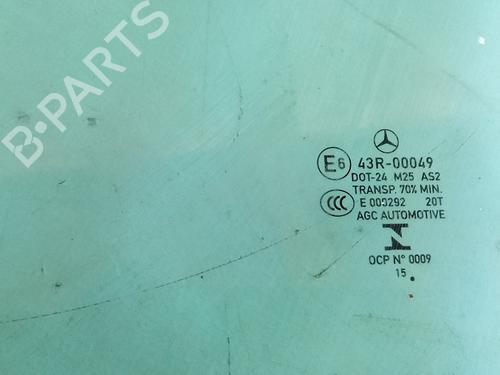 B-PARTS
E6 43R-00049
DOT-24 M25 AS2
TRANSP. 70% MIN.
CCC E 000292 20T
AGC AUTOMOTIVE
OCP N° 0009
15